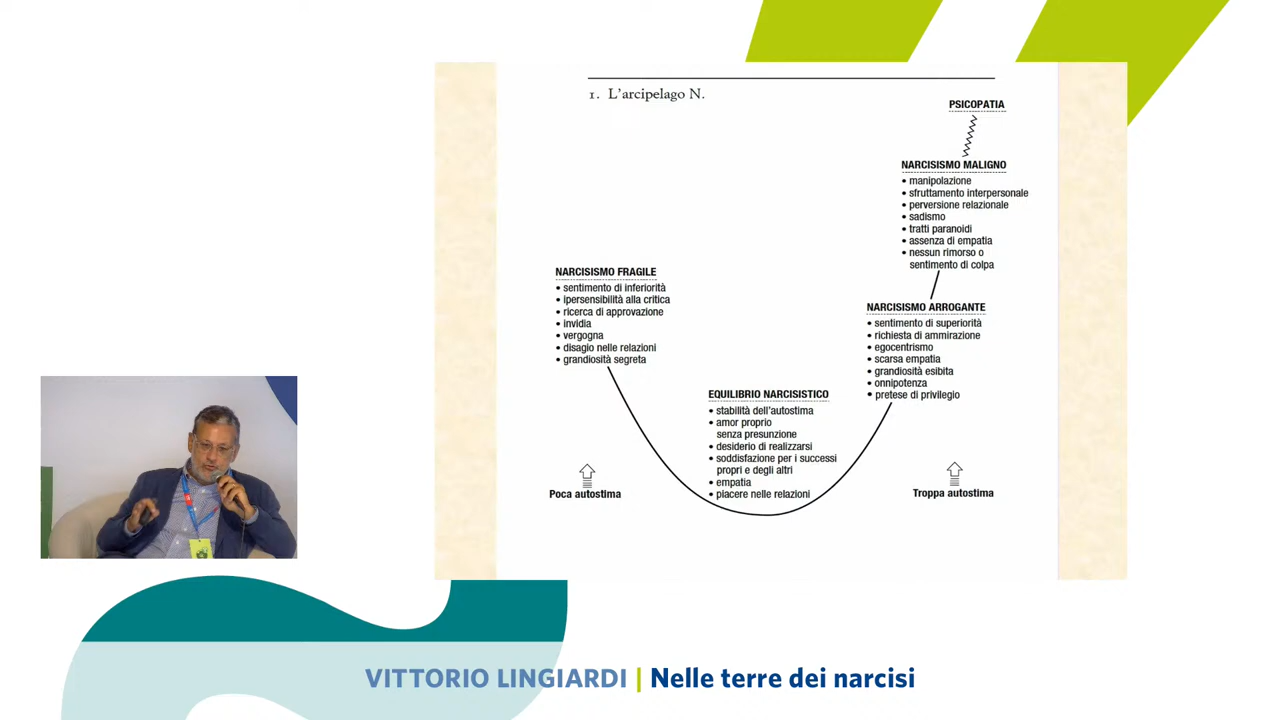 1. L'arcipelago N.
PSICOPATIA
NARCISISMO MALIGNO
• manipolazione
• sfruttamento interpersonale
• perversione relazionale
• sadismo
• tratti paranoidi
• assenza di empatia
• nessun rimorso o
sentimento di colpa
NARCISISMO FRAGILE
• sentimento di inferiorità
• ipersensibilità alla critica
• ricerca di approvazione
• invidia
• vergogna
• disagio nelle relazioni
• grandiosità segreta
NARCISISMO ARROGANTE
• sentimento di superiorità
• richiesta di ammirazione
• egocentrismo
• scarsa empatia
• grandiosità esibita
• onnipotenza
• pretese di privilegio
EQUILIBRIO NARCISISTICO
• stabilità dell'autostima
• amor proprio
senza presunzione
• desiderio di realizzarsi
• soddisfazione per i successi
propri e degli altri
• empatia
• piacere nelle relazioni
Poca autostima
Troppa autostima
VITTORIO LINGIARDI | Nelle terre dei narcisi